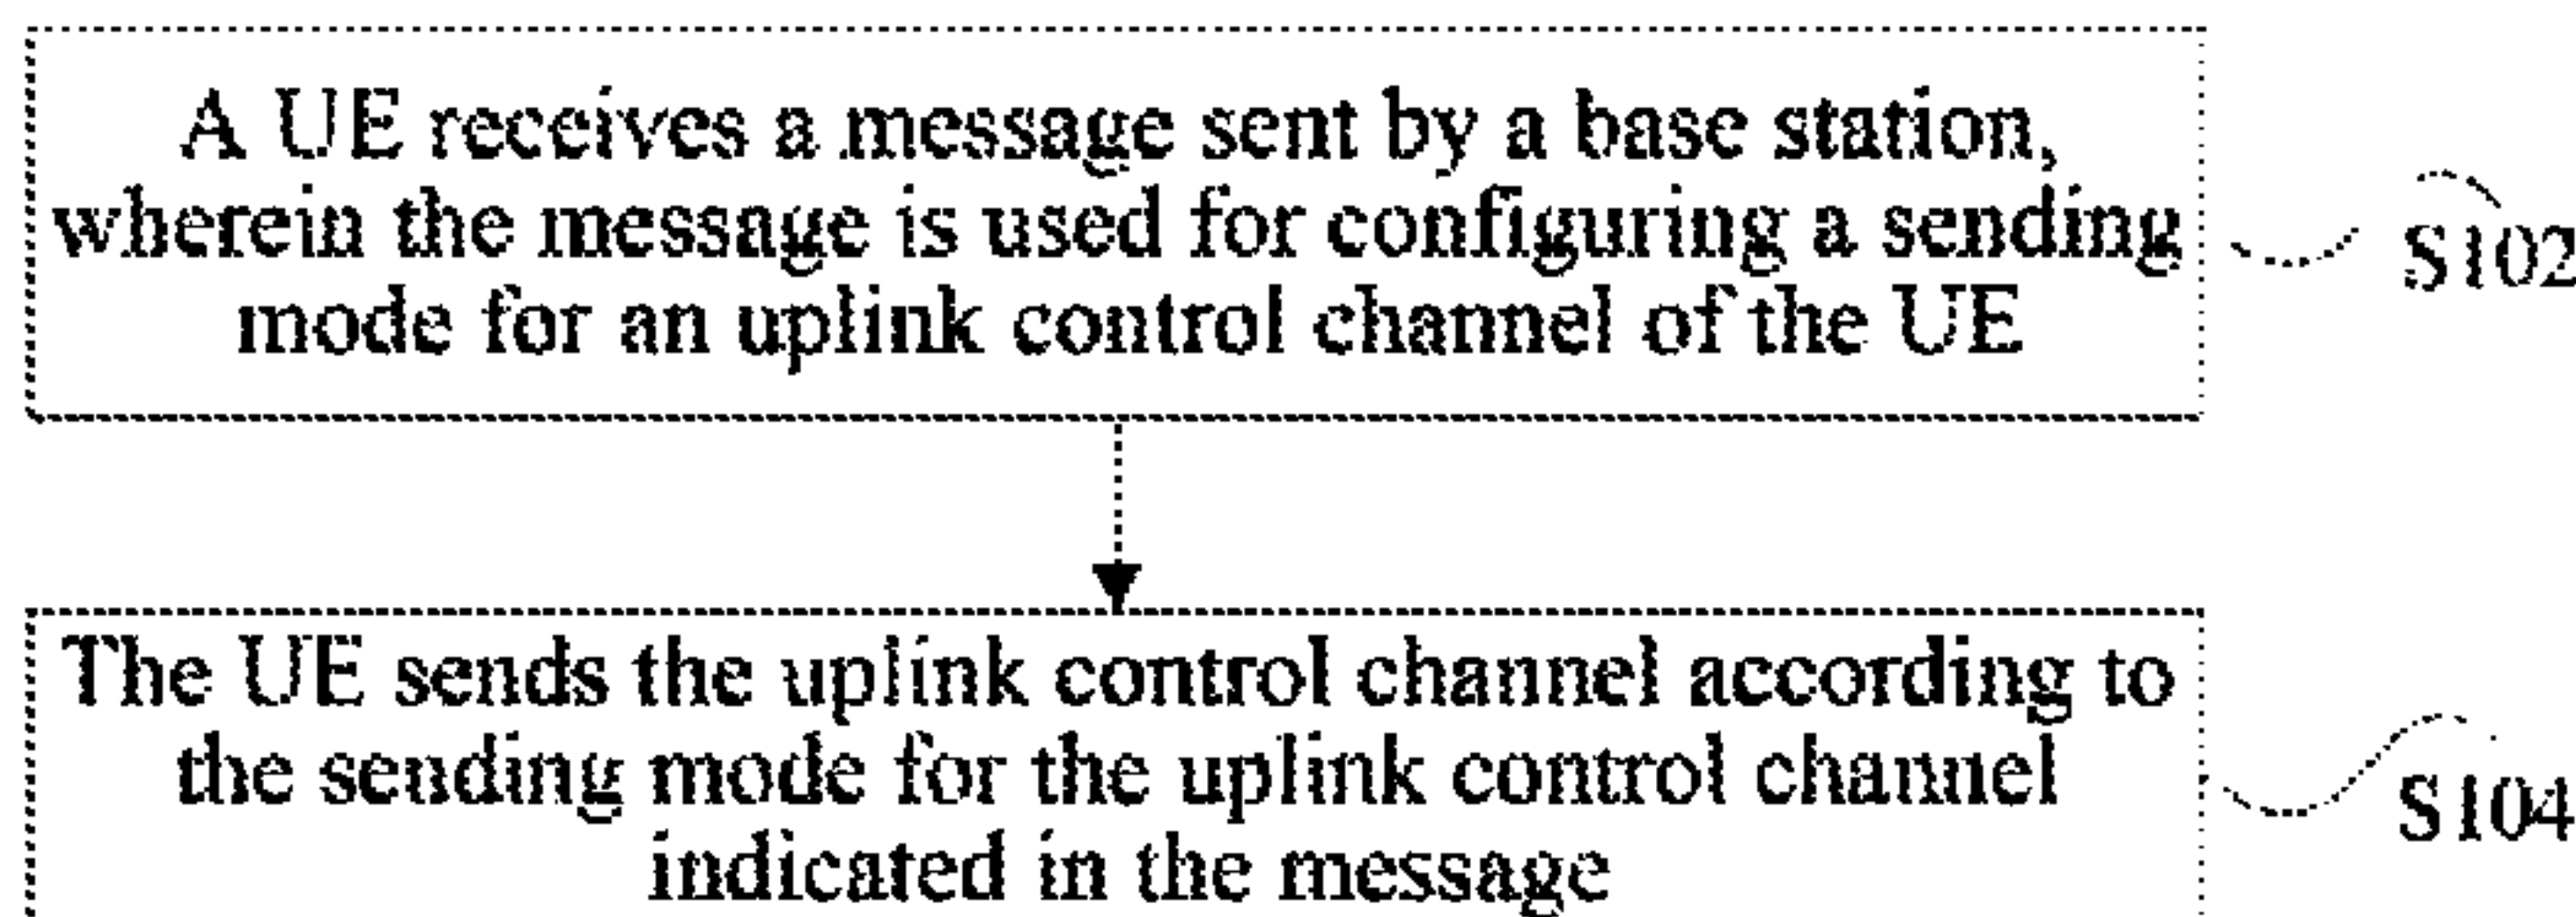 A UE receives a message sent by a base station,
wherein the message is used for configuring a sending
mode for an uplink control channel of the UE
S102
The UE sends the uplink control channel according to
the sending mode for the uplink control channel
indicated in the message
S104